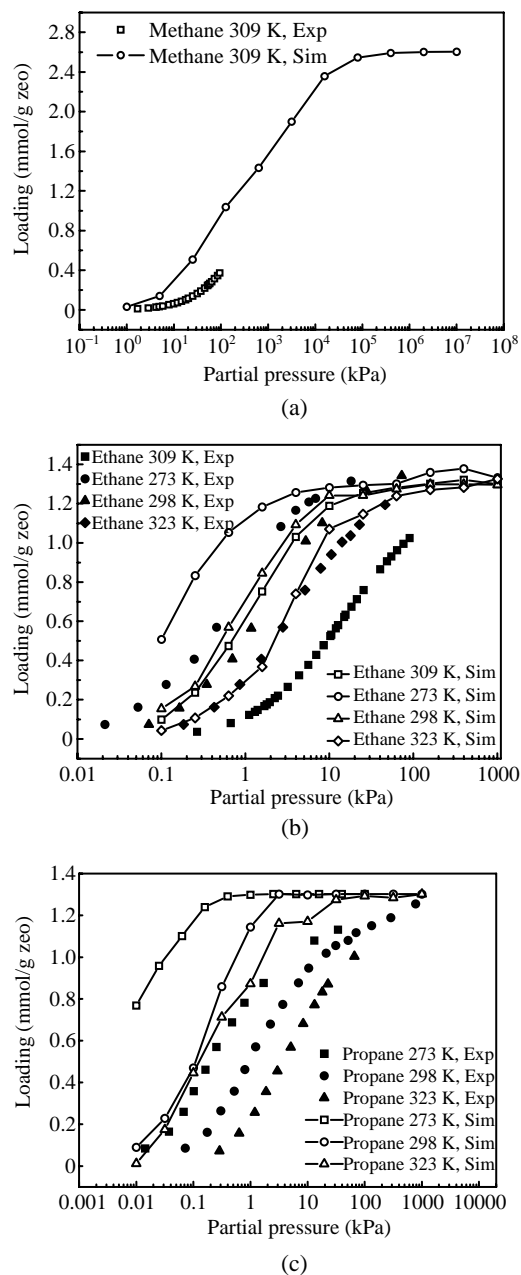 Methane 309 K, Exp
Methane 309 K, Sim
2.8
2.4
2.0
1.6
1.2
0.8
0.4
0
Loading (mmol/g zeo)
10⁻¹ 10⁰ 10¹ 10² 10³ 10⁴ 10⁵ 10⁶ 10⁷ 10⁸
Partial pressure (kPa)
(a)
Ethane 309 K, Exp
Ethane 273 K, Exp
Ethane 298 K, Exp
Ethane 323 K, Exp
1.4
1.2
1.0
0.8
0.6
0.4
0.2
0
Loading (mmol/g zeo)
Ethane 309 K, Sim
Ethane 273 K, Sim
Ethane 298 K, Sim
Ethane 323 K, Sim
0.01 0.1 1 10 100 1000
Partial pressure (kPa)
(b)
1.4
1.2
1.0
0.8
0.6
0.4
0.2
0
Loading (mmol/g zeo)
Propane 273 K, Exp
Propane 298 K, Exp
Propane 323 K, Exp
Propane 273 K, Sim
Propane 298 K, Sim
Propane 323 K, Sim
0.001 0.01 0.1 1 10 100 1000 10000
Partial pressure (kPa)
(c)